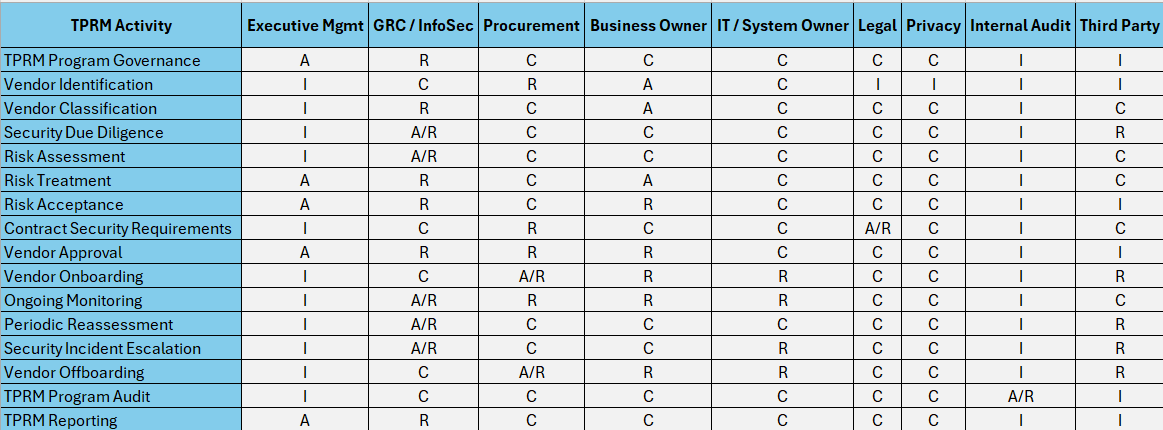 TPRM Activity Executive Mgmt GRC / InfoSec Procurement Business Owner IT / System Owner Legal Privacy Internal Audit Third Party
TPRM Program Governance A R C C C C C I I
Vendor Identification I C R A C I I I I
Vendor Classification I R C A C C C I C
Security Due Diligence I A/R C C C C C I R
Risk Assessment I A/R C C C C C I C
Risk Treatment A R C A C C C I C
Risk Acceptance A R C R C C C I I
Contract Security Requirements I C R C C A/R C I C
Vendor Approval A R R R C C C I I
Vendor Onboarding I C A/R R R C C I R
Ongoing Monitoring I A/R R R R C C I C
Periodic Reassessment I A/R C C C C C I R
Security Incident Escalation I A/R C C R C C I R
Vendor Offboarding I C A/R R R C C I R
TPRM Program Audit I C C C C C C A/R I
TPRM Reporting A R C C C C C I I